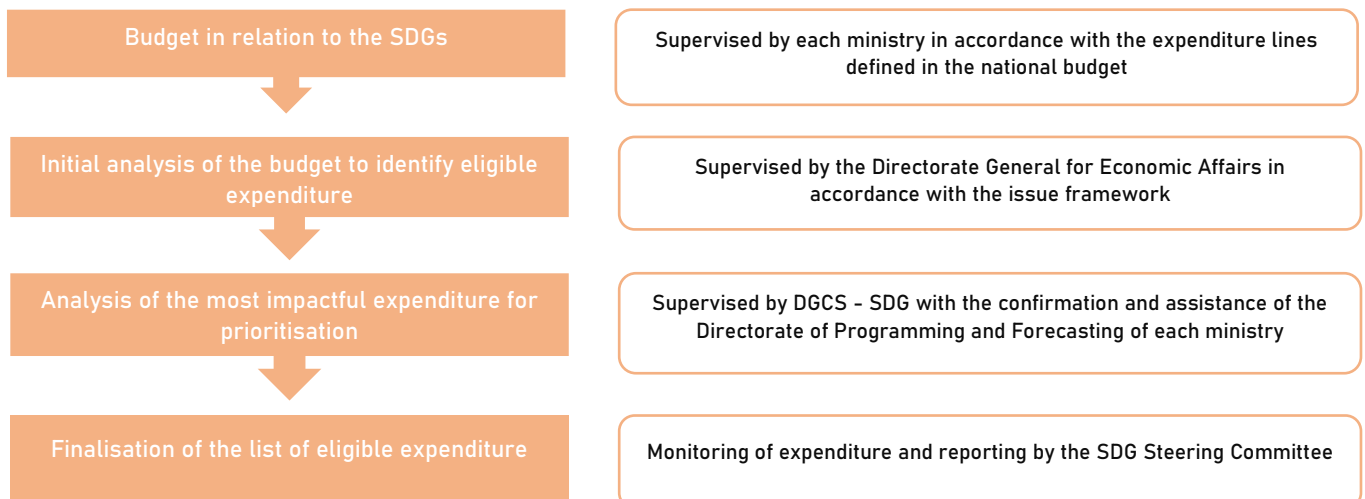 Budget in relation to the SDGs
Supervised by each ministry in accordance with the expenditure lines
defined in the national budget
Initial analysis of the budget to identify eligible
expenditure
Supervised by the Directorate General for Economic Affairs in
accordance with the issue framework
Analysis of the most impactful expenditure for
prioritisation
Supervised by DGCS - SDG with the confirmation and assistance of the
Directorate of Programming and Forecasting of each ministry
Finalisation of the list of eligible expenditure
Monitoring of expenditure and reporting by the SDG Steering Committee